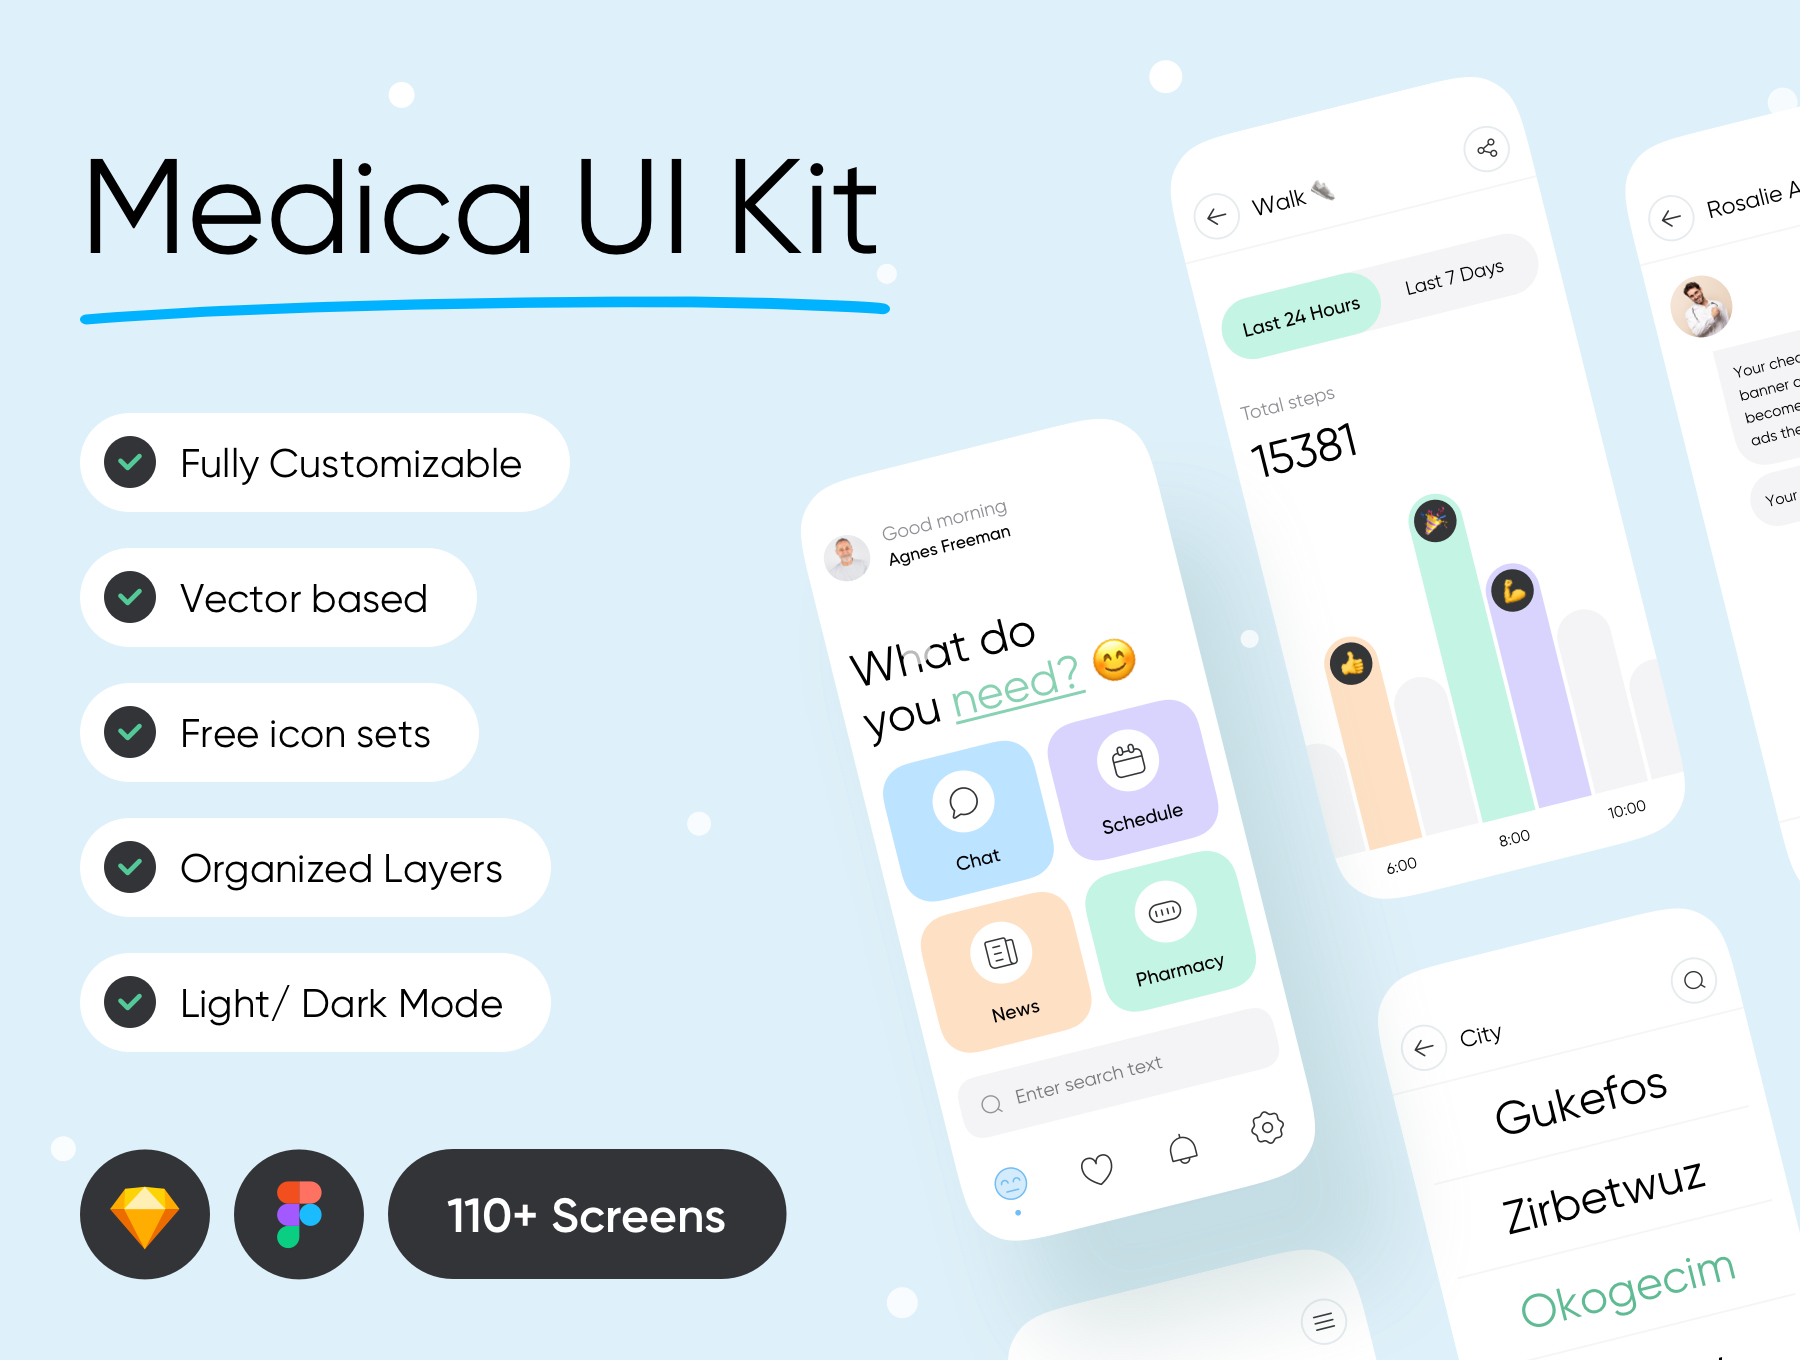 Medica UI Kit
Fully Customizable
Vector based
Free icon sets
Organized Layers
Light/ Dark Mode
110+ Screens
Good morning
Agnes Freeman
What do
you need? 😊
Chat
Schedule
News
Pharmacy
Enter search text
Walk 👟
Last 24 Hours
Last 7 Days
Total steps
15381
6:00
8:00
10:00
Rosalie A
Your chec
banner
become
ads the
Your
City
Gukefos
Zirbetwuz
Okogecim